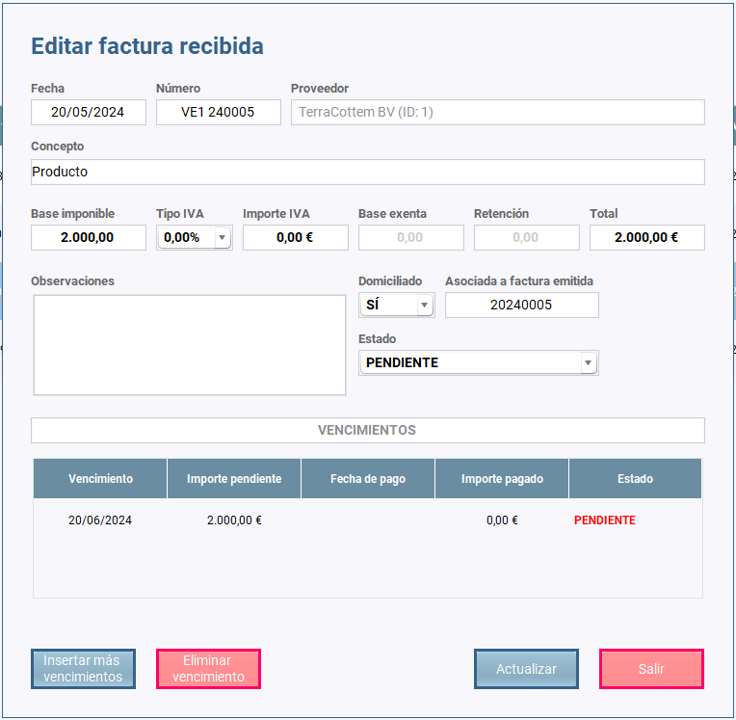 Editar factura recibida
Fecha Número Proveedor
20/05/2024 VE1 240005 TerraCottem BV (ID: 1)
Concepto
Producto
Base imponible Tipo IVA Importe IVA Base exenta Retención Total
2.000,00 0,00% 0,00 € 0,00 0,00 2.000,00 €
Observaciones Domiciliado Asociada a factura emitida
SÍ 20240005
Estado
PENDIENTE
VENCIMIENTOS
Vencimiento Importe pendiente Fecha de pago Importe pagado Estado
20/06/2024 2.000,00 € 0,00 € PENDIENTE
Insertar más
vencimientos
Eliminar
vencimiento
Actualizar
Salir